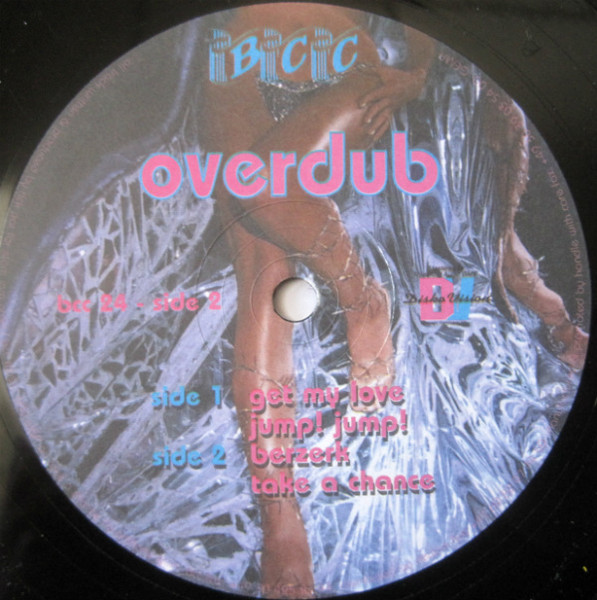 BCC
overdub
bcc 24 - side 2
Disko Vision
side 1 get my love
jump! jump!
side 2 berzerk
take a chance